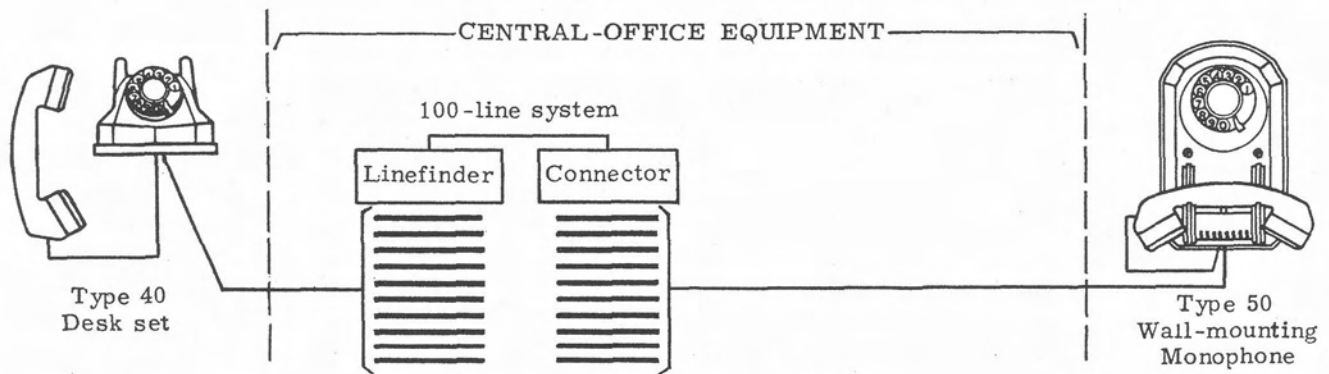 CENTRAL-OFFICE EQUIPMENT
100-line system
Linefinder
Connector
Type 40
Desk set
Type 50
Wall-mounting
Monophone